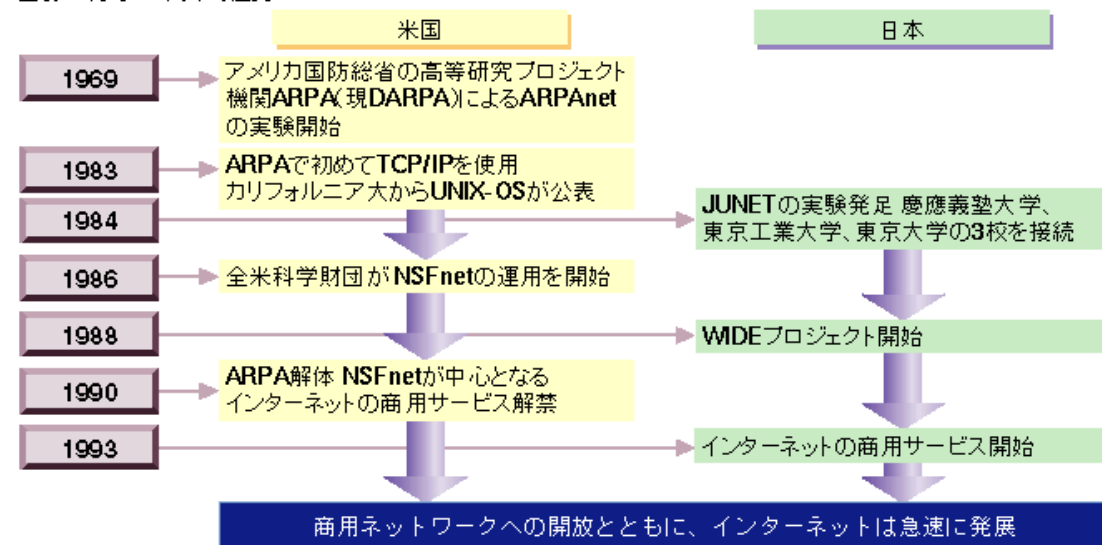 米国
日本
1969
アメリカ国防総省の高等研究プロジェクト
機関ARPA(現DARPA)によるARPAnet
の実験開始
1983
ARPAで初めてTCP/IPを使用
カリフォルニア大からUNIX-OSが公表
1984
JUNETの実験発足 慶應義塾大学、
東京工業大学、東京大学の3校を接続
1986
全米科学財団がNSFnetの運用を開始
1988
WIDEプロジェクト開始
1990
ARPA解体 NSFnetが中心となる
インターネットの商用サービス解禁
1993
インターネットの商用サービス開始
商用ネットワークへの開放とともに、インターネットは急速に発展